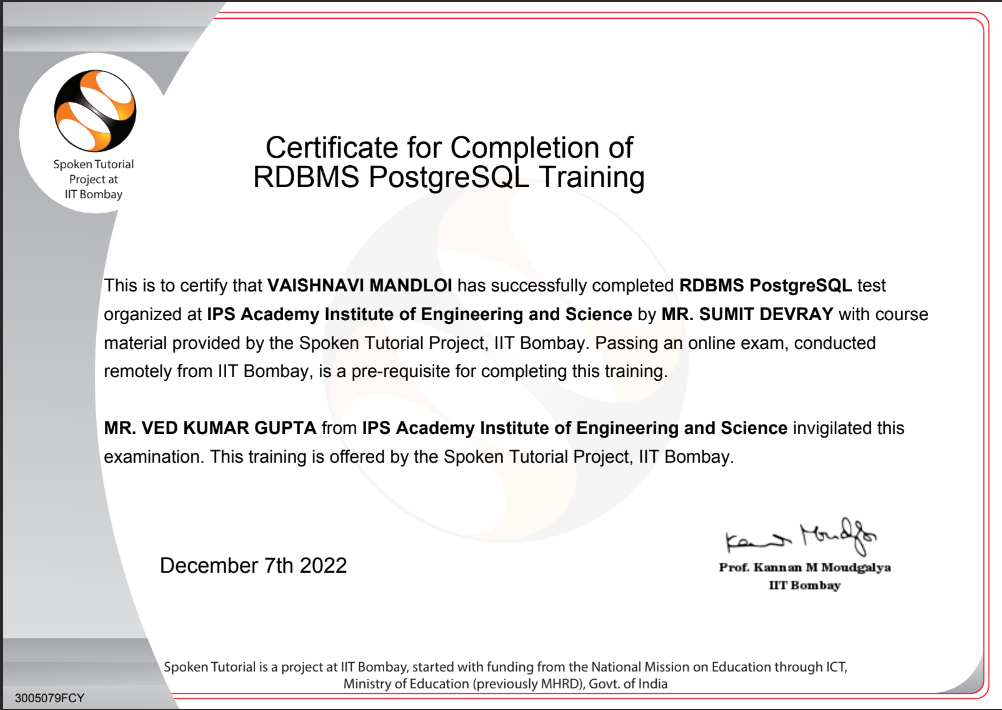 Spoken Tutorial
Project at
IIT Bombay
Certificate for Completion of
RDBMS PostgreSQL Training
This is to certify that VAISHNAVI MANDLOI has successfully completed RDBMS PostgreSQL test
organized at IPS Academy Institute of Engineering and Science by MR. SUMIT DEVRAY with course
material provided by the Spoken Tutorial Project, IIT Bombay. Passing an online exam, conducted
remotely from IIT Bombay, is a pre-requisite for completing this training.
MR. VED KUMAR GUPTA from IPS Academy Institute of Engineering and Science invigilated this
examination. This training is offered by the Spoken Tutorial Project, IIT Bombay.
December 7th 2022
Prof. Kannan M Moudgalya
IIT Bombay
Spoken Tutorial is a project at IIT Bombay, started with funding from the National Mission on Education through ICT,
Ministry of Education (previously MHRD), Govt. of India
3005079FCY